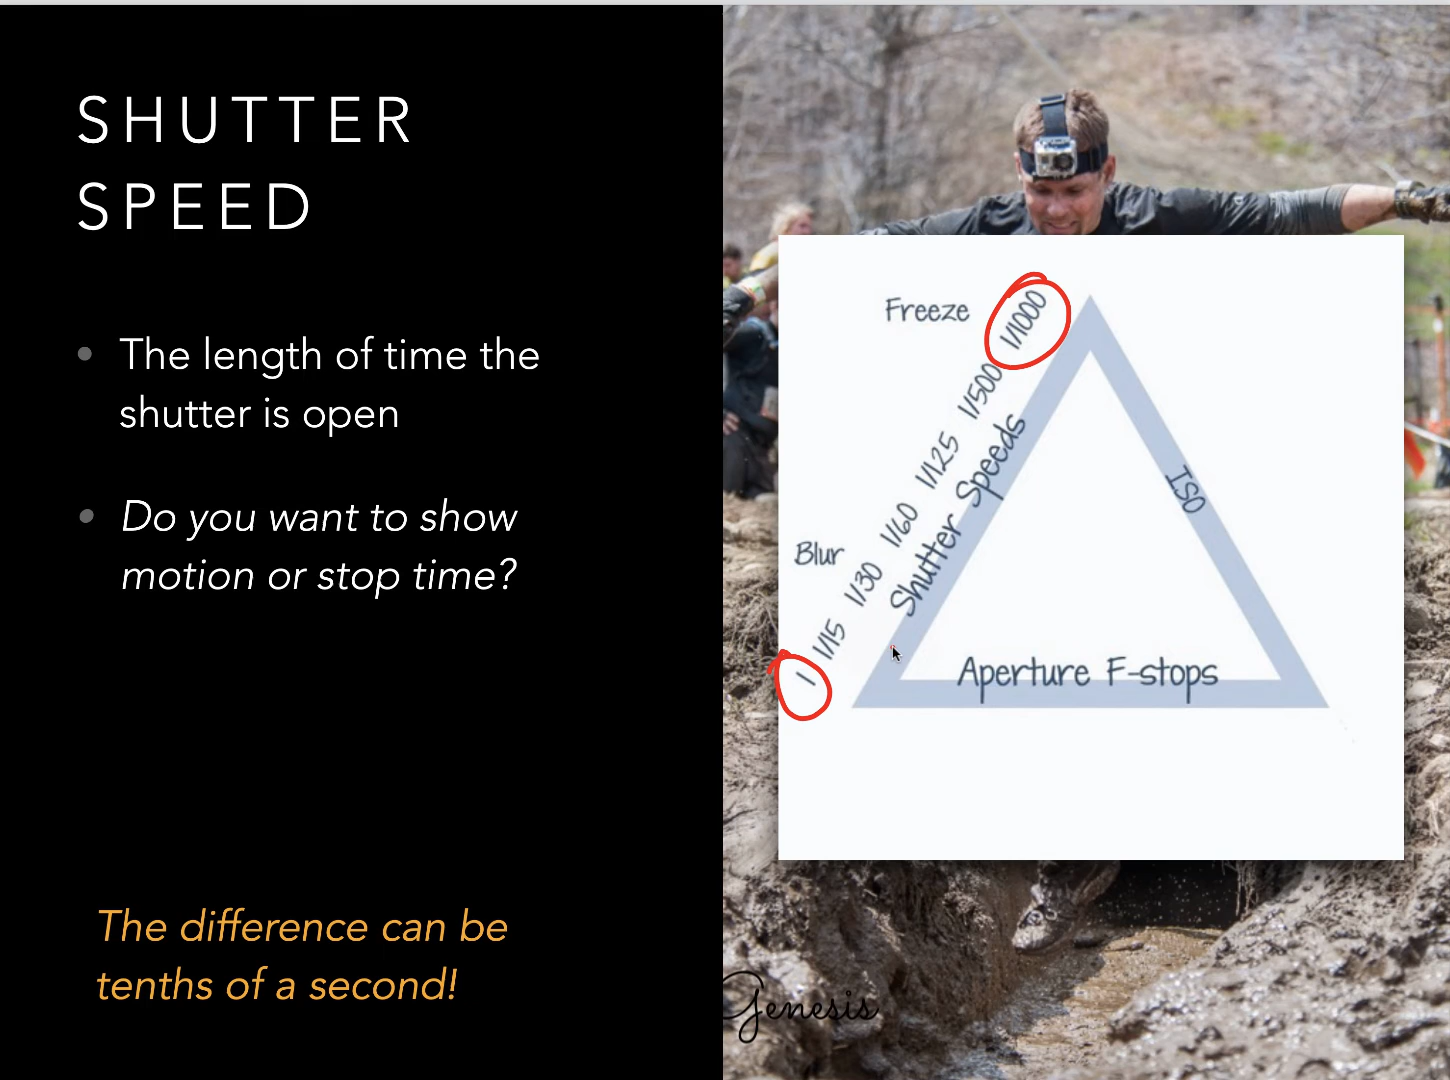 SHUTTER
SPEED
• The length of time the
shutter is open
• Do you want to show
motion or stop time?
The difference can be
tenths of a second!
Freeze
1/1000
1/500
1/125
1/60
1/30
1/15
1
Blur
Shutter Speeds
ISO
Aperture F-stops
Genesis